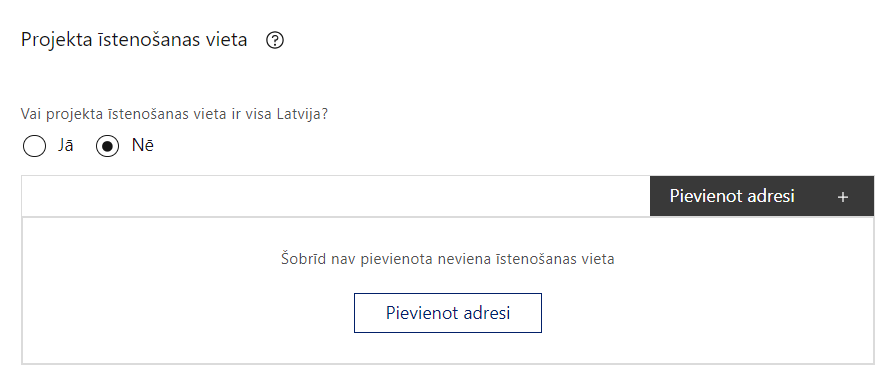 Projekta īstenošanas vieta ?
Vai projekta īstenošanas vieta ir visa Latvija?
Jā Nē
Pievienot adresi +
Šobrīd nav pievienota neviena īstenošanas vieta
Pievienot adresi